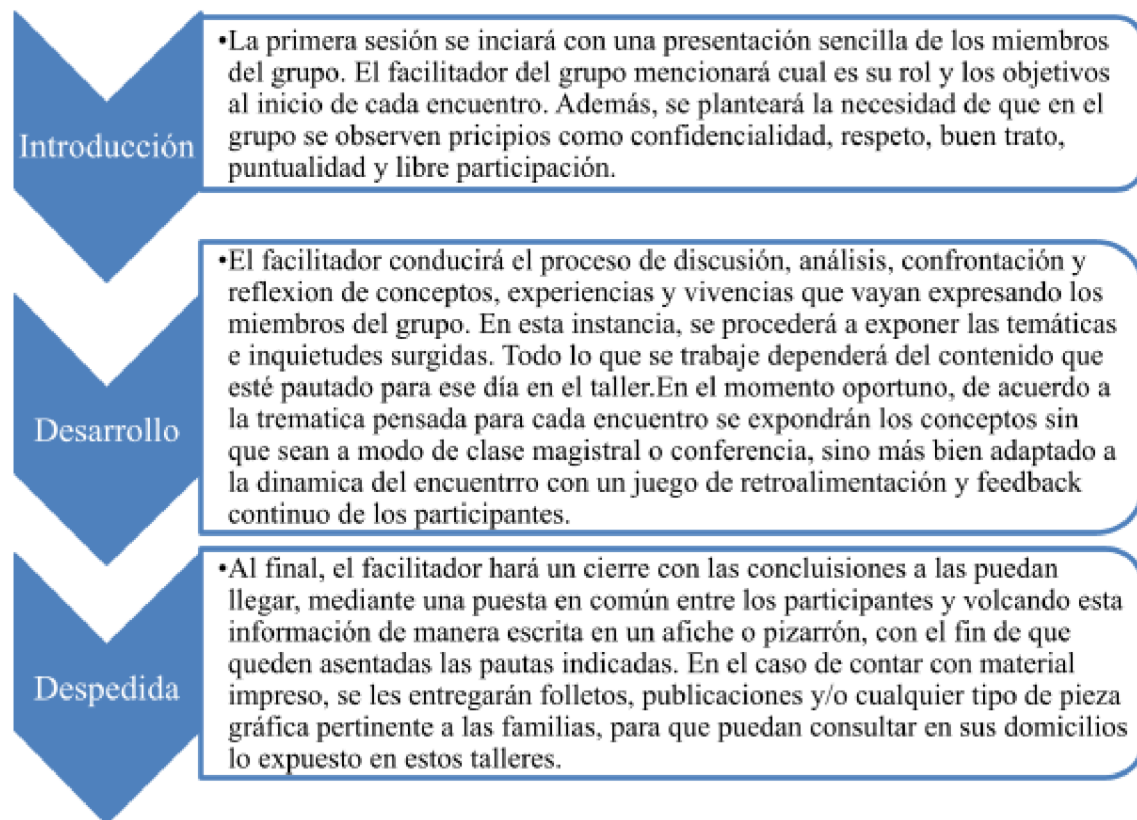 Introducción
•La primera sesión se inciará con una presentación sencilla de los miembros
del grupo. El facilitador del grupo mencionará cual es su rol y los objetivos
al inicio de cada encuentro. Además, se planteará la necesidad de que en el
grupo se observen pricipios como confidencialidad, respeto, buen trato,
puntualidad y libre participación.
Desarrollo
•El facilitador conducirá el proceso de discusión, análisis, confrontación y
reflexion de conceptos, experiencias y vivencias que vayan expresando los
miembros del grupo. En esta instancia, se procederá a exponer las temáticas
e inquietudes surgidas. Todo lo que se trabaje dependerá del contenido que
esté pautado para ese día en el taller.En el momento oportuno, de acuerdo a
la trematica pensada para cada encuentro se expondrán los conceptos sin
que sean a modo de clase magistral o conferencia, sino más bien adaptado a
la dinamica del encuentrro con un juego de retroalimentación y feedback
continuo de los participantes.
Despedida
•Al final, el facilitador hará un cierre con las concluisiones a las puedan
llegar, mediante una puesta en común entre los participantes y volcando esta
información de manera escrita en un afiche o pizarrón, con el fin de que
queden asentadas las pautas indicadas. En el caso de contar con material
impreso, se les entregarán folletos, publicaciones y/o cualquier tipo de pieza
gráfica pertinente a las familias, para que puedan consultar en sus domicilios
lo expuesto en estos talleres.